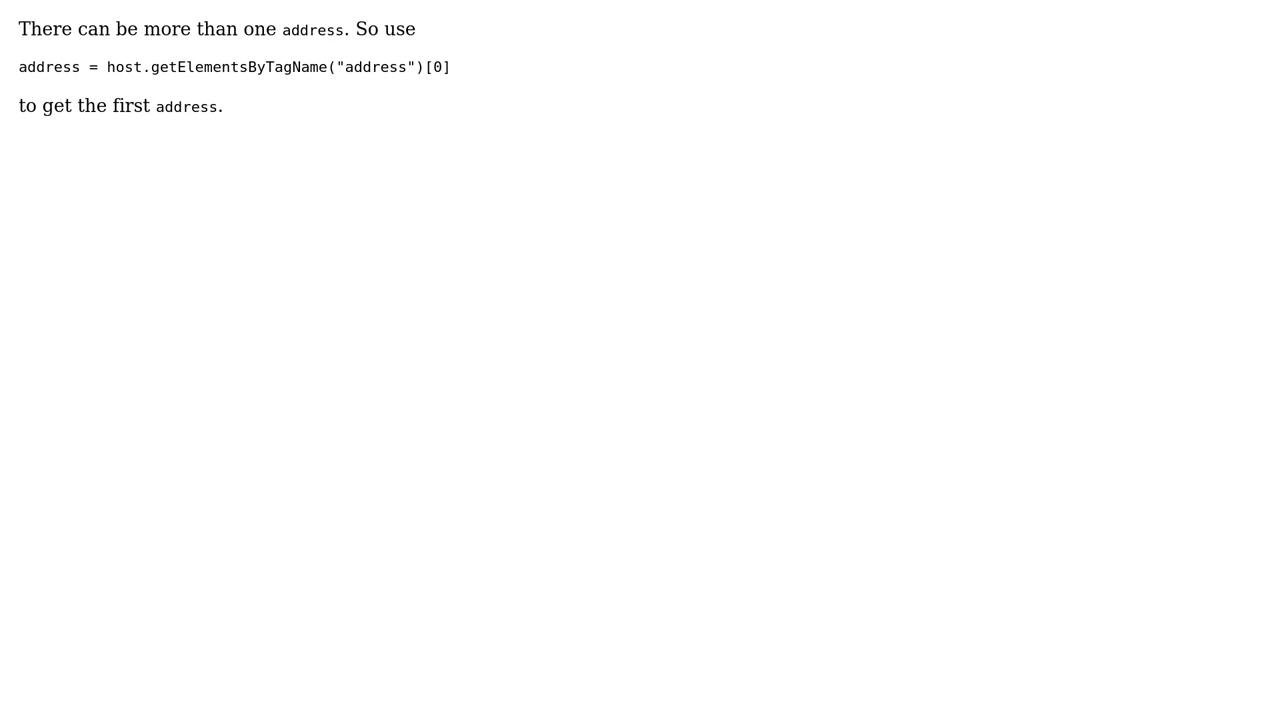 There can be more than one address. So use
address = host.getElementsByTagName("address")[0]
to get the first address.